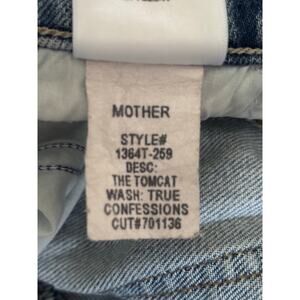 MOTHER
STYLE#
1364T-259
DESC:
THE TOMCAT
WASH: TRUE
CONFESSIONS
CUT#701136